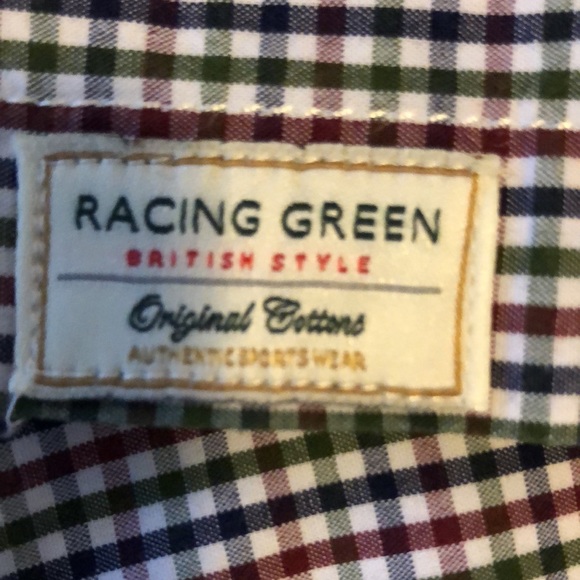 RACING GREEN
BRITISH STYLE
Original Cottons
AUTHENTIC SPORTSWEAR